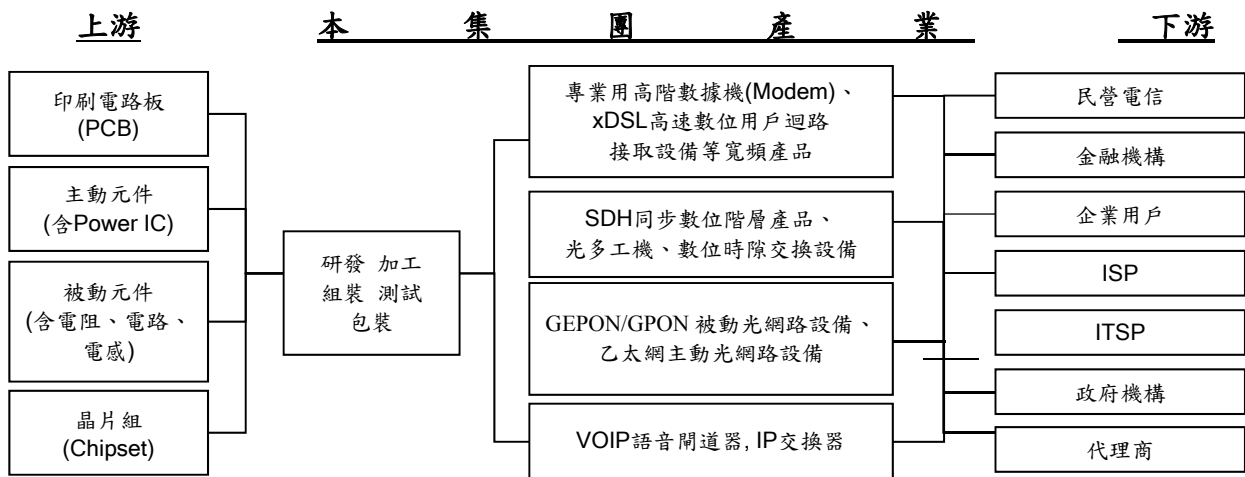 上游
本集團產業
下游
印刷電路板
(PCB)
主動元件
(含Power IC)
被動元件
(含電阻、電路、
電感)
晶片組
(Chipset)
研發 加工
組裝 測試
包裝
專業用高階數據機(Modem)、
xDSL高速數位用戶迴路
接取設備等寬頻產品
SDH同步數位階層產品、
光多工機、數位時隙交換設備
GEPON/GPON 被動光網路設備、
乙太網主動光網路設備
VOIP語音閘道器, IP交換器
民營電信
金融機構
企業用戶
ISP
ITSP
政府機構
代理商